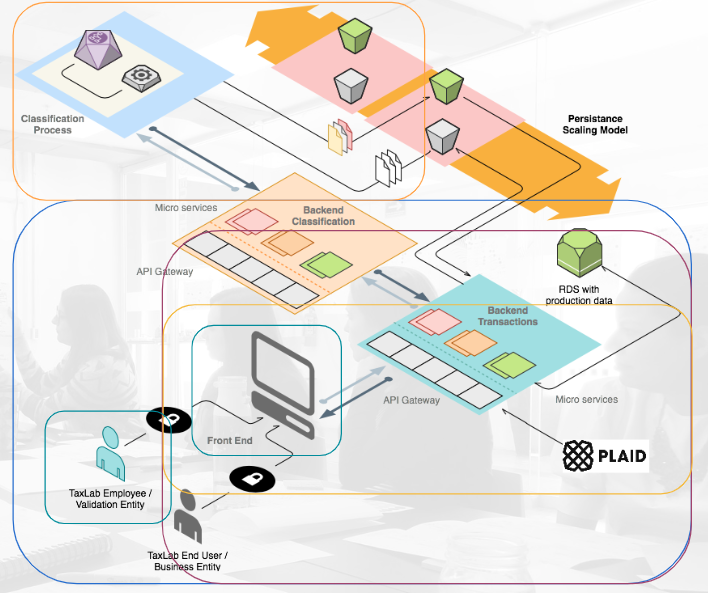 Classification
Process
Persistance
Scaling Model
Micro services
Backend
Classification
API Gateway
RDS with
production data
Backend
Transactions
API Gateway
Micro services
Front End
PLAID
TaxLab Employee /
Validation Entity
TaxLab End User /
Business Entity